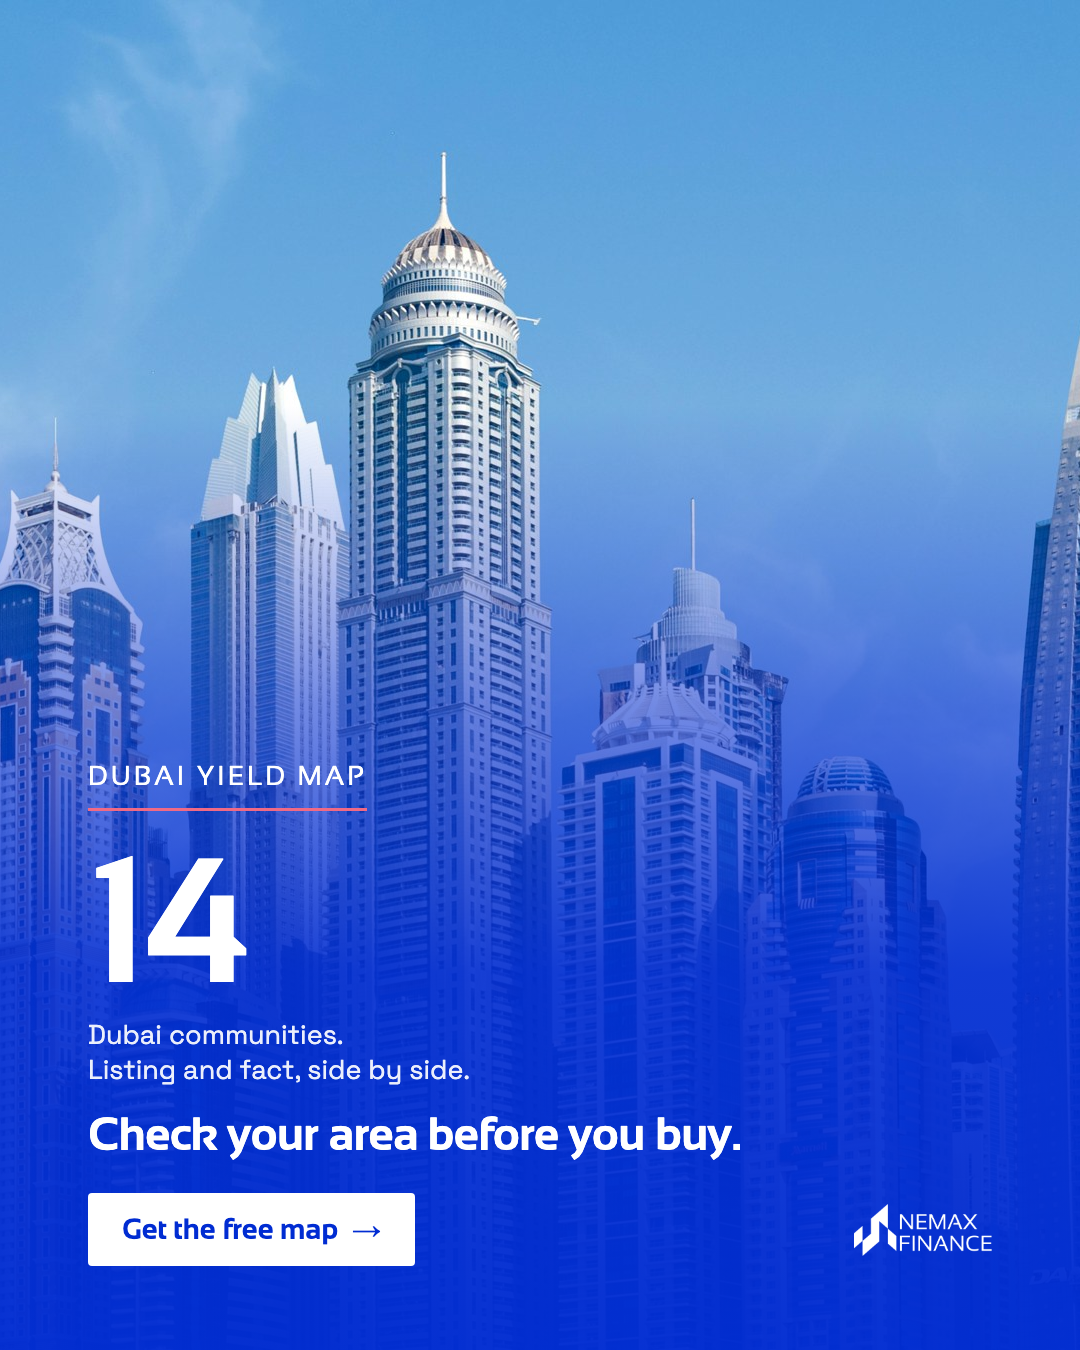 DUBAI YIELD MAP
14
Dubai communities.
Listing and fact, side by side.
Check your area before you buy.
Get the free map →
NEMAX
FINANCE